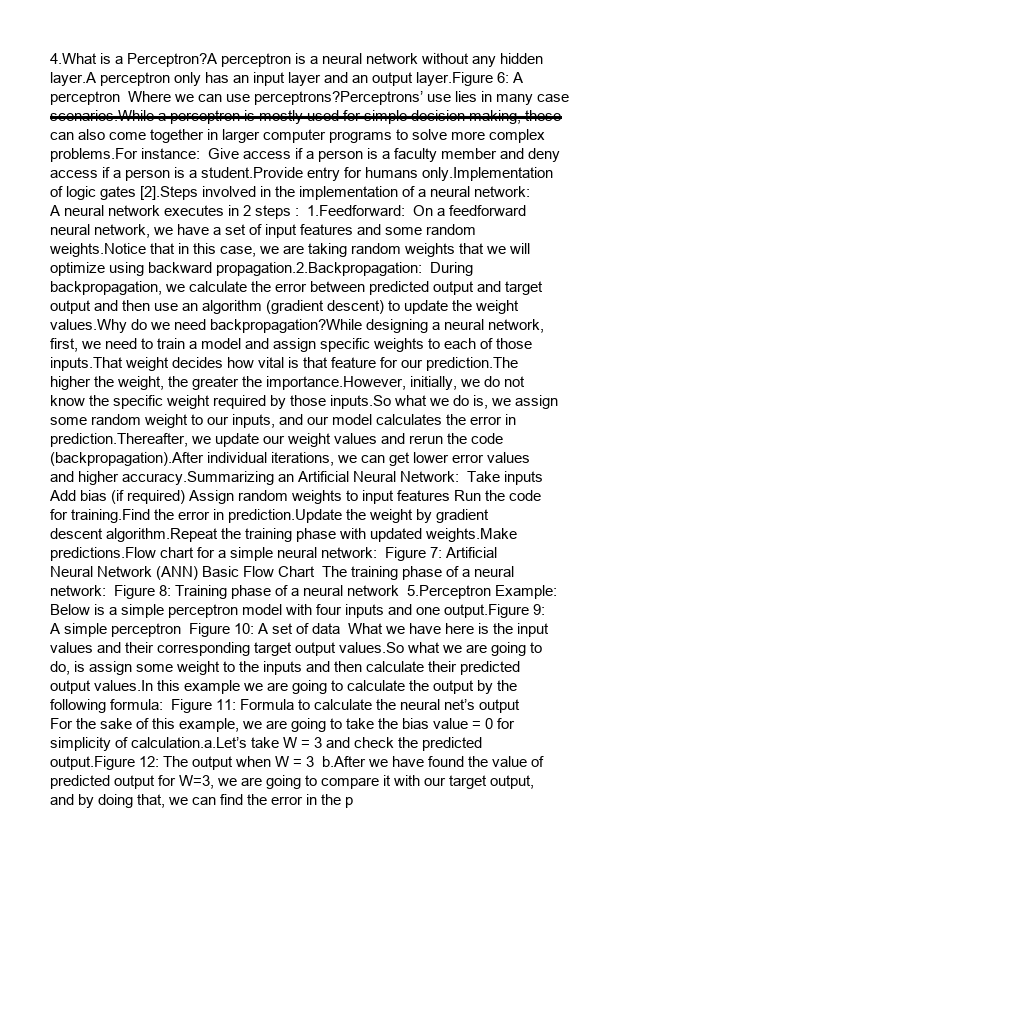 4.What is a Perceptron?A perceptron is a neural network without any hidden
layer.A perceptron only has an input layer and an output layer.Figure 6: A
perceptron  Where we can use perceptrons?Perceptrons’ use lies in many case
scenarios.While a perceptron is mostly used for simple decision making, these
can also come together in larger computer programs to solve more complex
problems.For instance:  Give access if a person is a faculty member and deny
access if a person is a student.Provide entry for humans only.Implementation
of logic gates [2].Steps involved in the implementation of a neural network:
A neural network executes in 2 steps :  1.Feedforward:  On a feedforward
neural network, we have a set of input features and some random
weights.Notice that in this case, we are taking random weights that we will
optimize using backward propagation.2.Backpropagation:  During
backpropagation, we calculate the error between predicted output and target
output and then use an algorithm (gradient descent) to update the weight
values.Why do we need backpropagation?While designing a neural network,
first, we need to train a model and assign specific weights to each of those
inputs.That weight decides how vital is that feature for our prediction.The
higher the weight, the greater the importance.However, initially, we do not
know the specific weight required by those inputs.So what we do is, we assign
some random weight to our inputs, and our model calculates the error in
prediction.Thereafter, we update our weight values and rerun the code
(backpropagation).After individual iterations, we can get lower error values
and higher accuracy.Summarizing an Artificial Neural Network:  Take inputs
Add bias (if required) Assign random weights to input features Run the code
for training.Find the error in prediction.Update the weight by gradient
descent algorithm.Repeat the training phase with updated weights.Make
predictions.Flow chart for a simple neural network:  Figure 7: Artificial
Neural Network (ANN) Basic Flow Chart  The training phase of a neural
network:  Figure 8: Training phase of a neural network  5.Perceptron Example:
Below is a simple perceptron model with four inputs and one output.Figure 9:
A simple perceptron  Figure 10: A set of data  What we have here is the input
values and their corresponding target output values.So what we are going to
do, is assign some weight to the inputs and then calculate their predicted
output values.In this example we are going to calculate the output by the
following formula:  Figure 11: Formula to calculate the neural net’s output
For the sake of this example, we are going to take the bias value = 0 for
simplicity of calculation.a.Let’s take W = 3 and check the predicted
output.Figure 12: The output when W = 3  b.After we have found the value of
predicted output for W=3, we are going to compare it with our target output,
and by doing that, we can find the error in the p